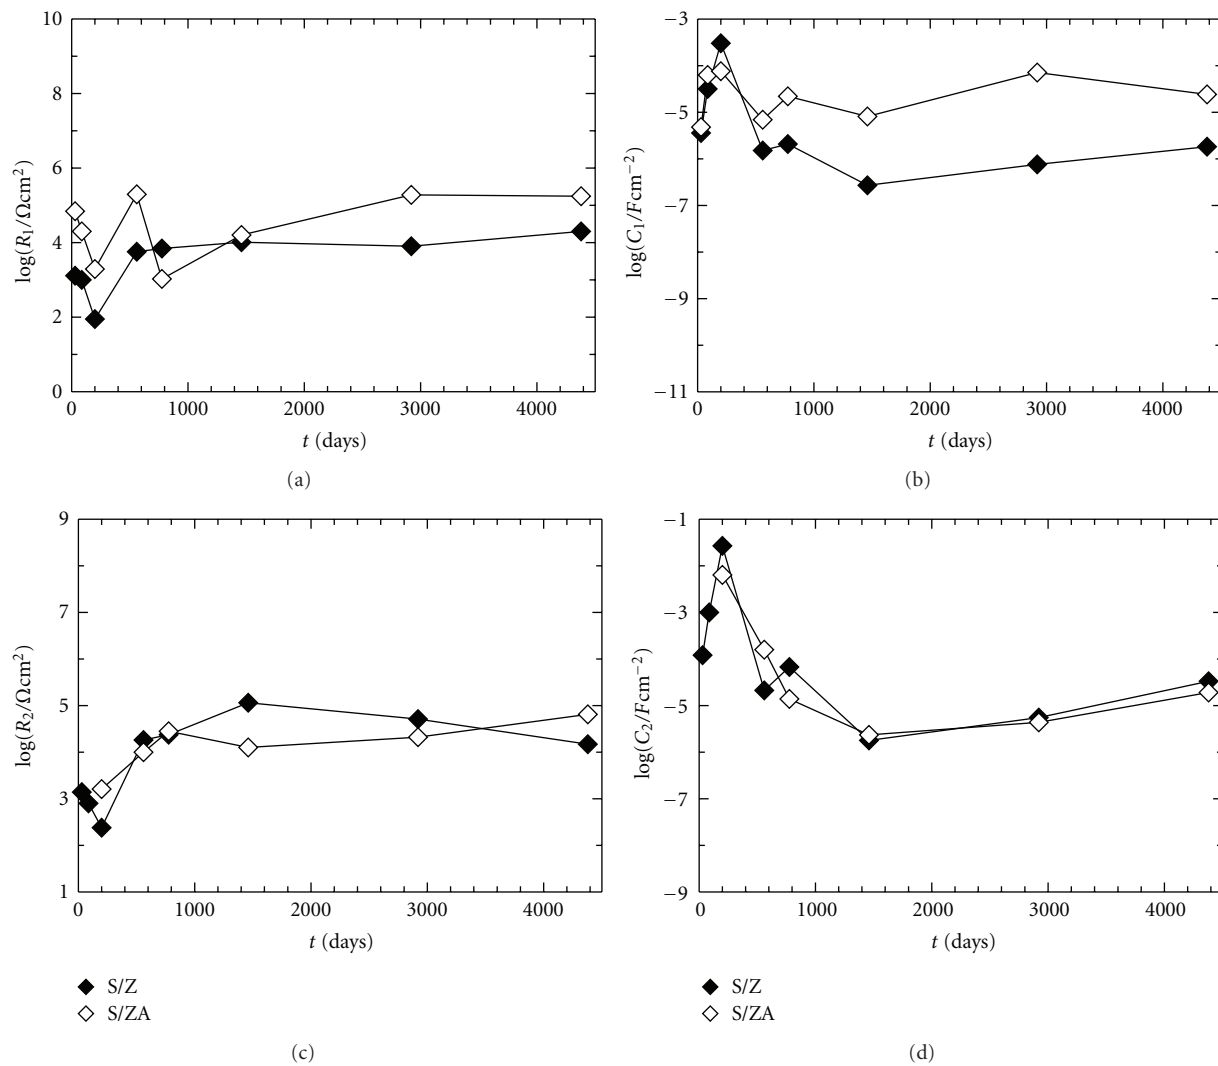 10
8
6
4
2
0
log(R₁/Ωcm²)
0 1000 2000 3000 4000
t (days)
(a)
−3
−5
−7
−9
−11
log(C₁/Fcm⁻²)
0 1000 2000 3000 4000
t (days)
(b)
9
7
5
3
1
log(R₂/Ωcm²)
0 1000 2000 3000 4000
t (days)
S/Z
S/ZA
(c)
−1
−3
−5
−7
−9
log(C₂/Fcm⁻²)
0 1000 2000 3000 4000
t (days)
S/Z
S/ZA
(d)